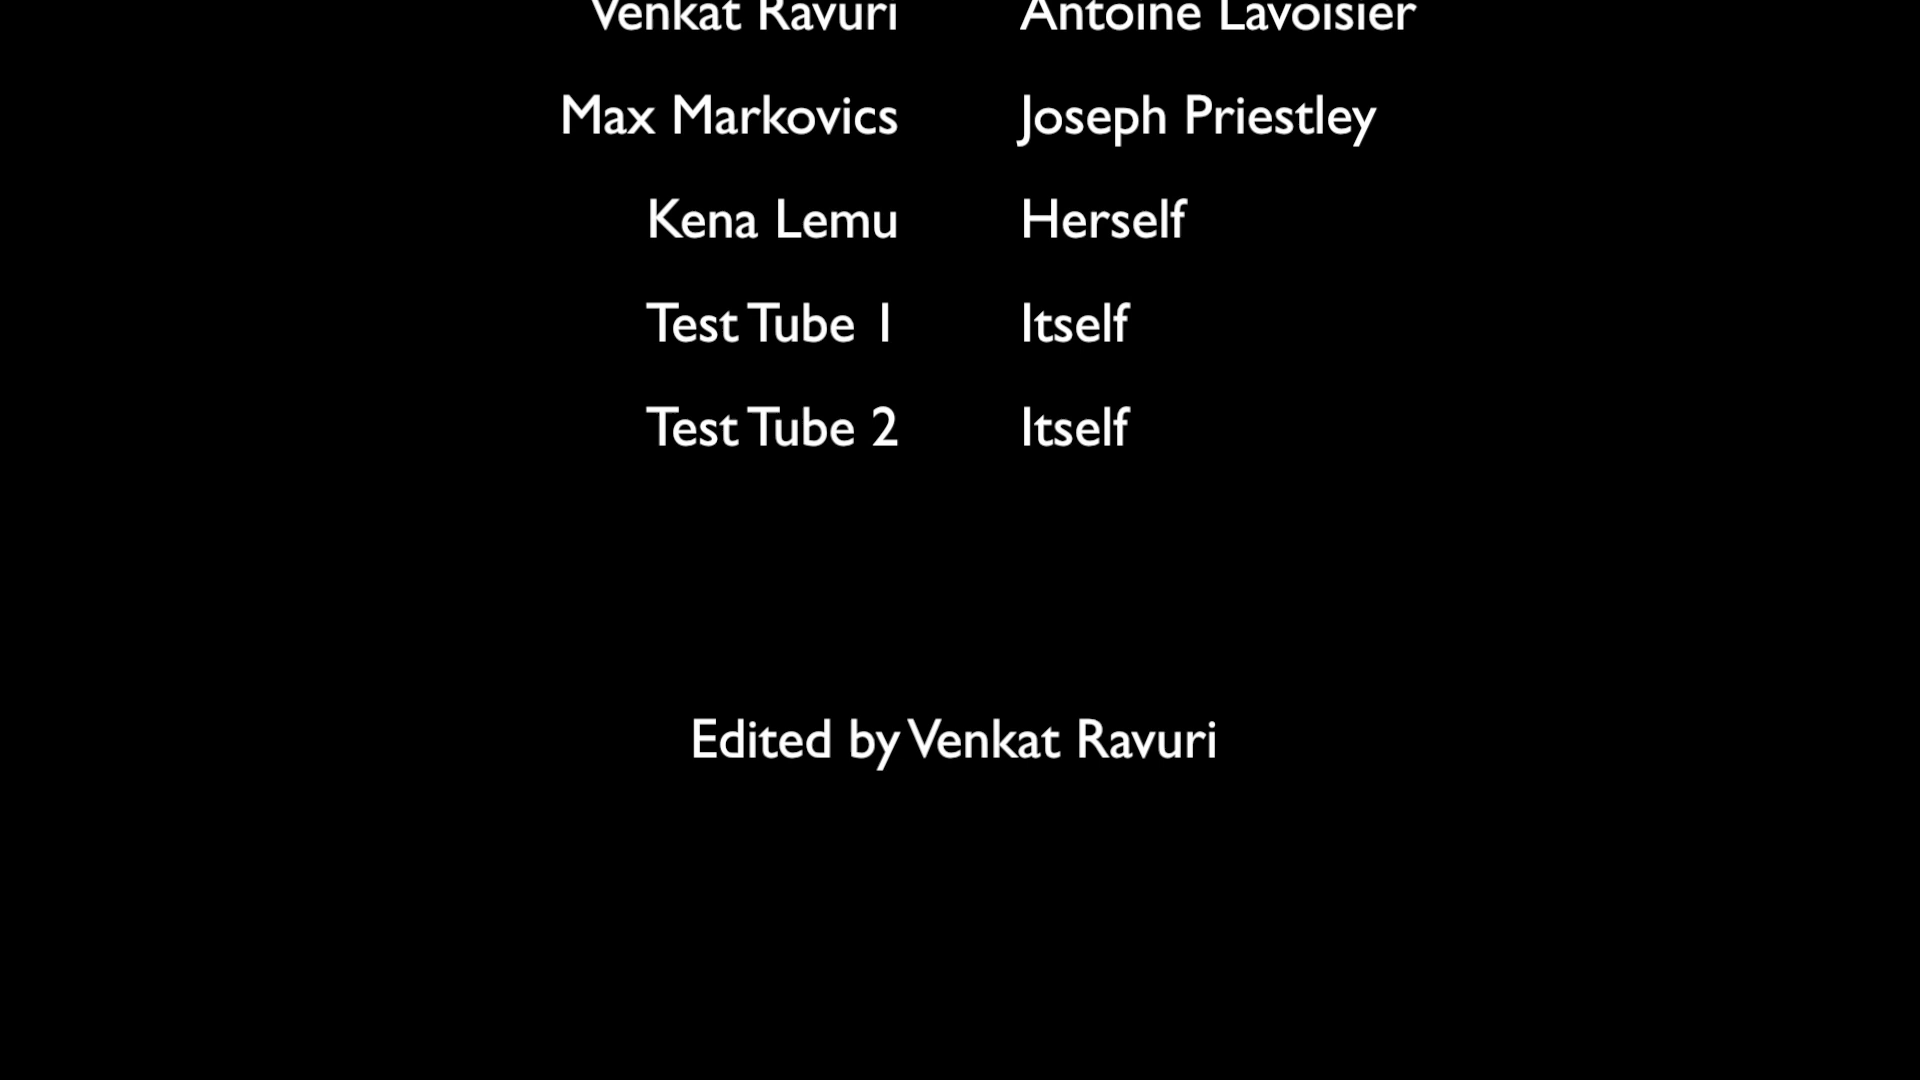 Venkat Ravuri Antoine Lavoisier
Max Markovics Joseph Priestley
Kena Lemu Herself
Test Tube 1 Itself
Test Tube 2 Itself
Edited by Venkat Ravuri